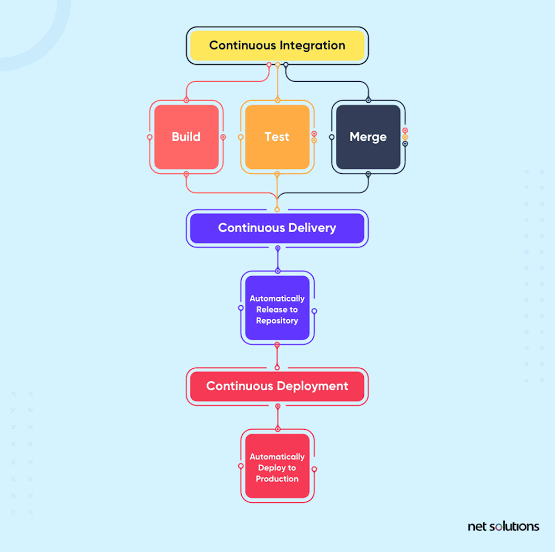 Continuous Integration
Build
Test
Merge
Continuous Delivery
Automatically
Release to
Repository
Continuous Deployment
Automatically
Deploy to
Production
net solutions